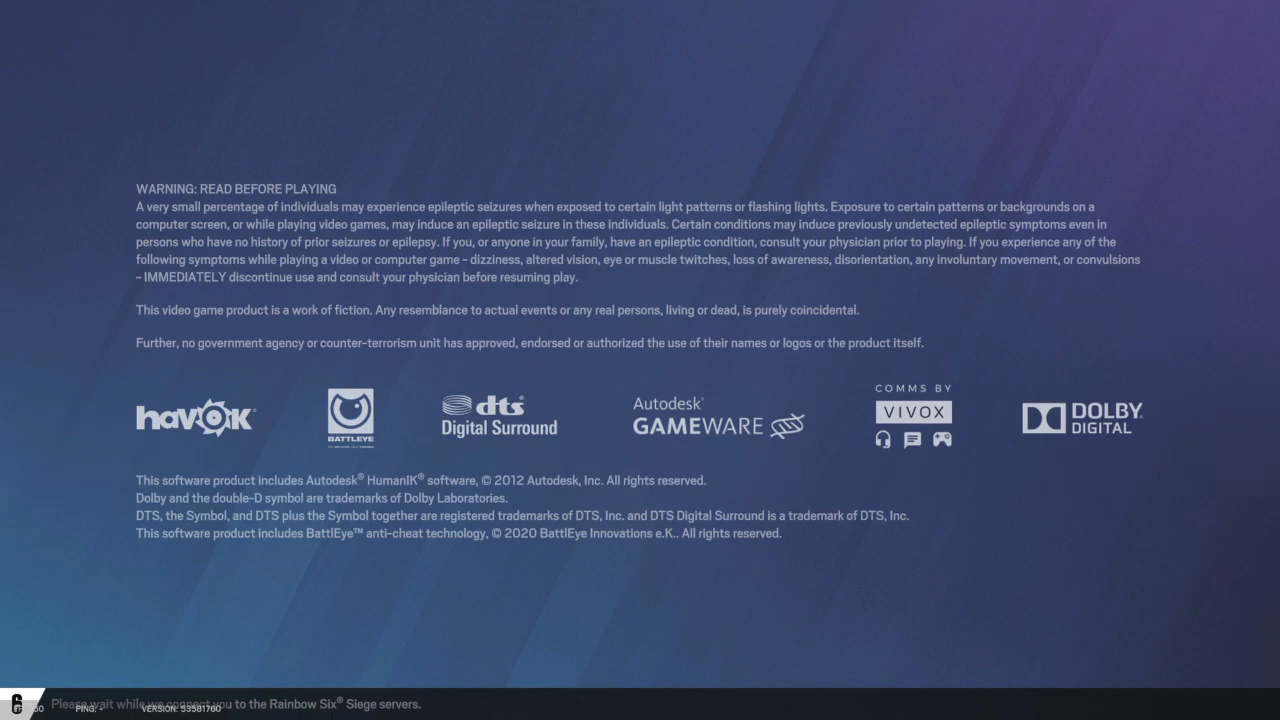 WARNING: READ BEFORE PLAYING
A very small percentage of individuals may experience epileptic seizures when exposed to certain light patterns or flashing lights. Exposure to certain patterns or backgrounds on a
computer screen, or while playing video games, may induce an epileptic seizure in these individuals. Certain conditions may induce previously undetected epileptic symptoms even in
persons who have no history of prior seizures or epilepsy. If you, or anyone in your family, have an epileptic condition, consult your physician prior to playing. If you experience any of the
following symptoms while playing a video or computer game - dizziness, altered vision, eye or muscle twitches, loss of awareness, disorientation, any involuntary movement, or convulsions
- IMMEDIATELY discontinue use and consult your physician before resuming play.
This video game product is a work of fiction. Any resemblance to actual events or any real persons, living or dead, is purely coincidental.
Further, no government agency or counter-terrorism unit has approved, endorsed or authorized the use of their names or logos or the product itself.
havok
BATTLEYE
dts
Digital Surround
Autodesk®
GAMEWARE
COMMS BY
VIVOX
DOLBY
DIGITAL
This software product includes Autodesk® HumanIK® software, © 2012 Autodesk, Inc. All rights reserved.
Dolby and the double-D symbol are trademarks of Dolby Laboratories.
DTS, the Symbol, and DTS plus the Symbol together are registered trademarks of DTS, Inc. and DTS Digital Surround is a trademark of DTS, Inc.
This software product includes BattlEye™ anti-cheat technology, © 2020 BattlEye Innovations e.K.. All rights reserved.
6
Please wait while we connect you to the Rainbow Six® Siege servers.
PING: - VERSION: 53581760